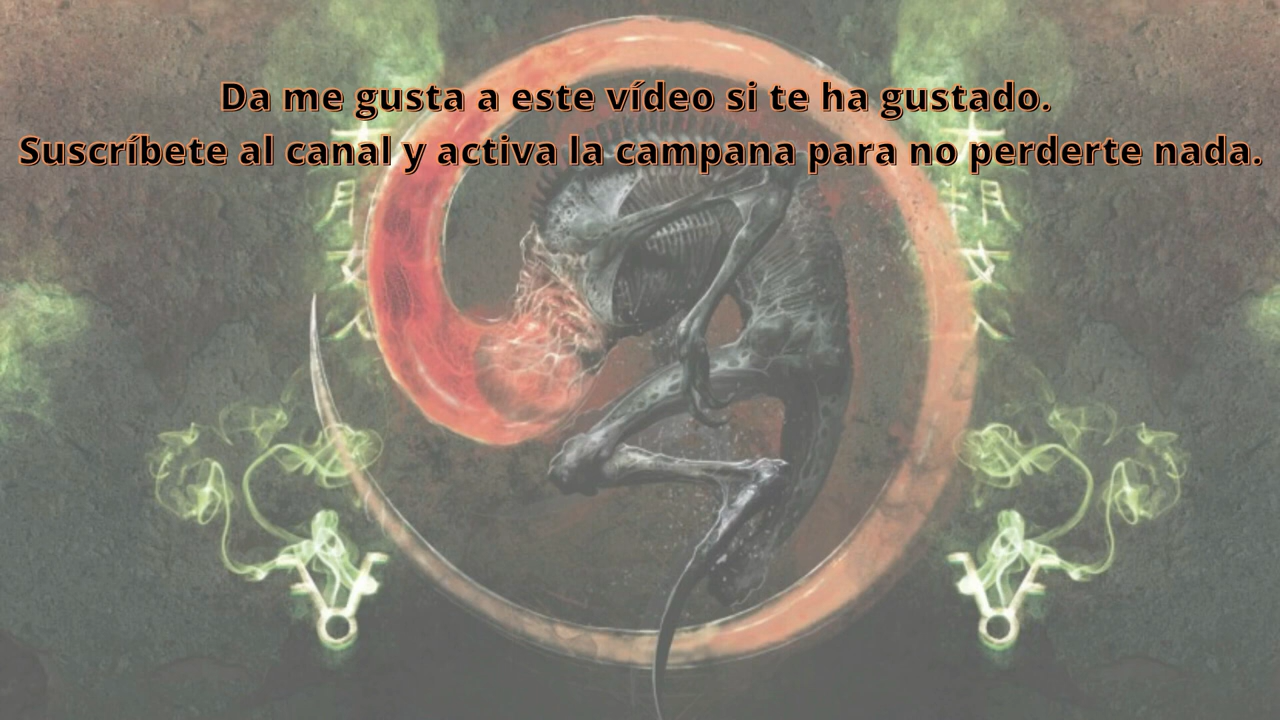 Da me gusta a este vídeo si te ha gustado.
Suscríbete al canal y activa la campana para no perderte nada.